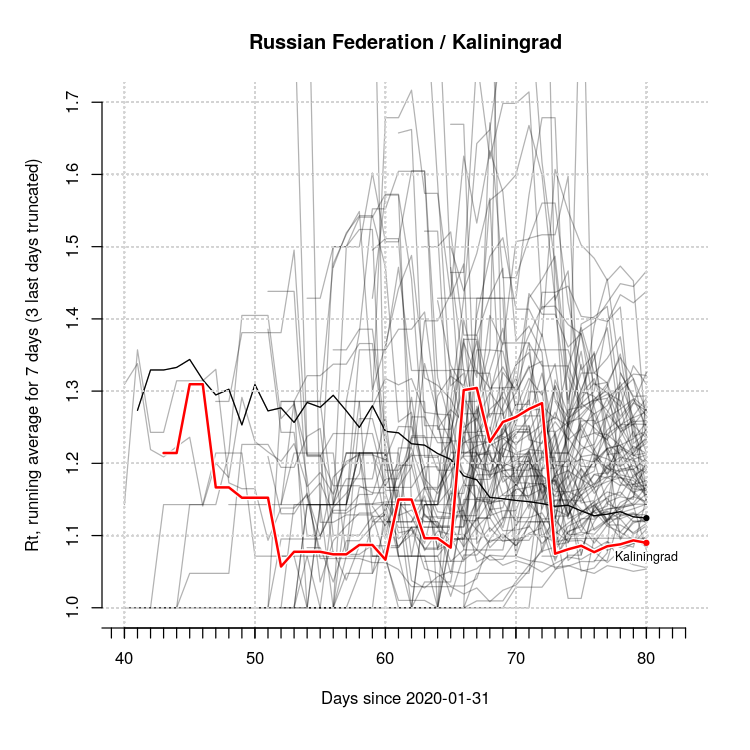 Russian Federation / Kaliningrad
Rt, running average for 7 days (3 last days truncated)
1.7
1.6
1.5
1.4
1.3
1.2
1.1
1.0
Kaliningrad
40 50 60 70 80
Days since 2020-01-31